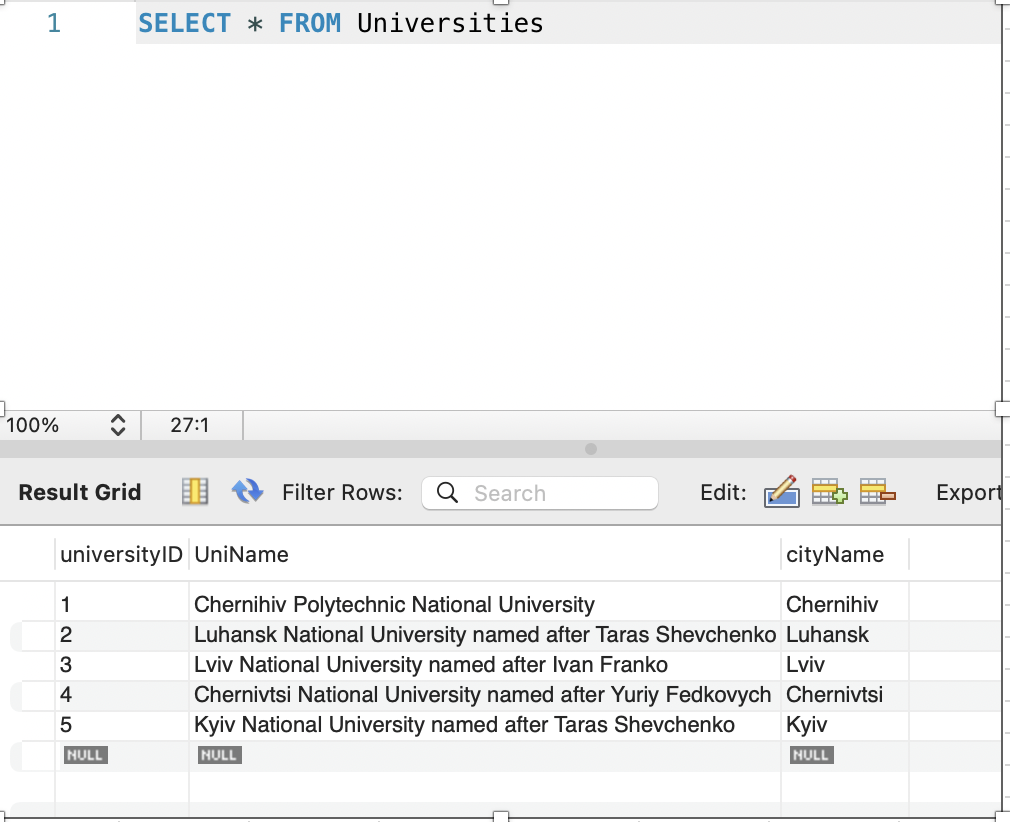 1 SELECT * FROM Universities
100% 27:1
Result Grid Filter Rows: Search Edit: Export
universityID UniName cityName
1 Chernihiv Polytechnic National University Chernihiv
2 Luhansk National University named after Taras Shevchenko Luhansk
3 Lviv National University named after Ivan Franko Lviv
4 Chernivtsi National University named after Yuriy Fedkovych Chernivtsi
5 Kyiv National University named after Taras Shevchenko Kyiv
NULL NULL NULL